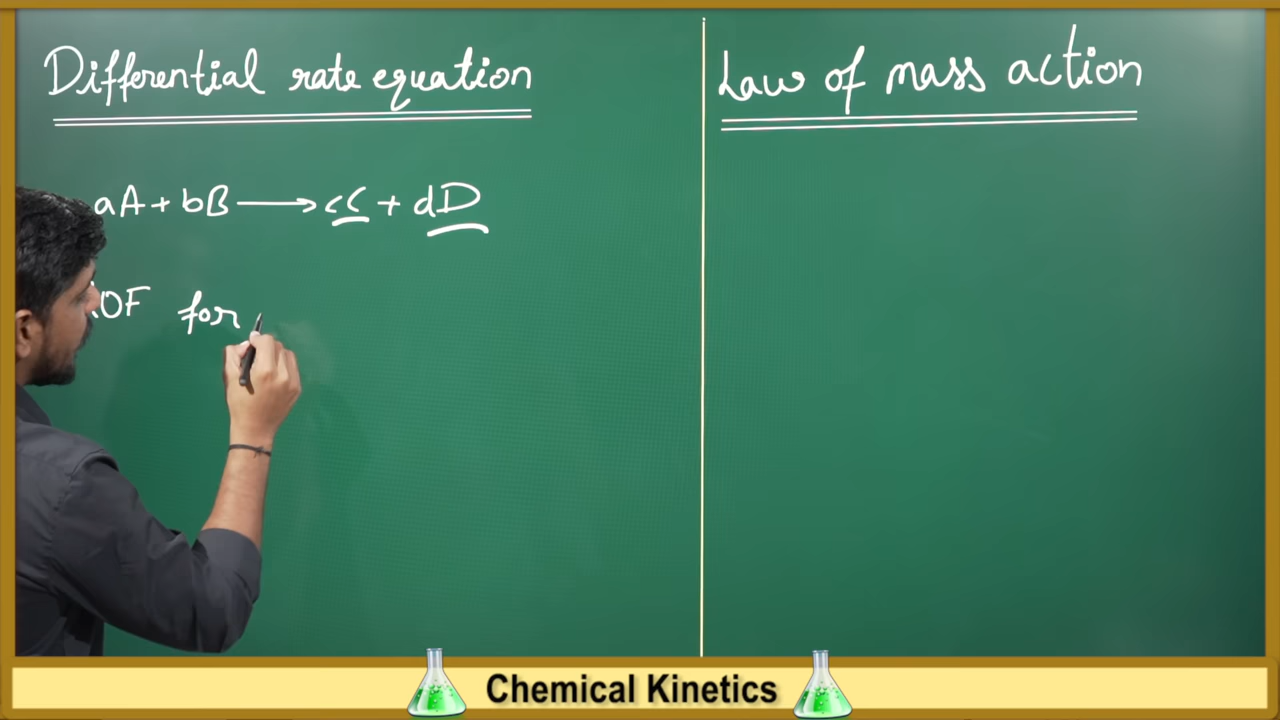 Differential rate equation
aA + bB ⟶ cC + dD
OF for
Law of mass action
Chemical Kinetics